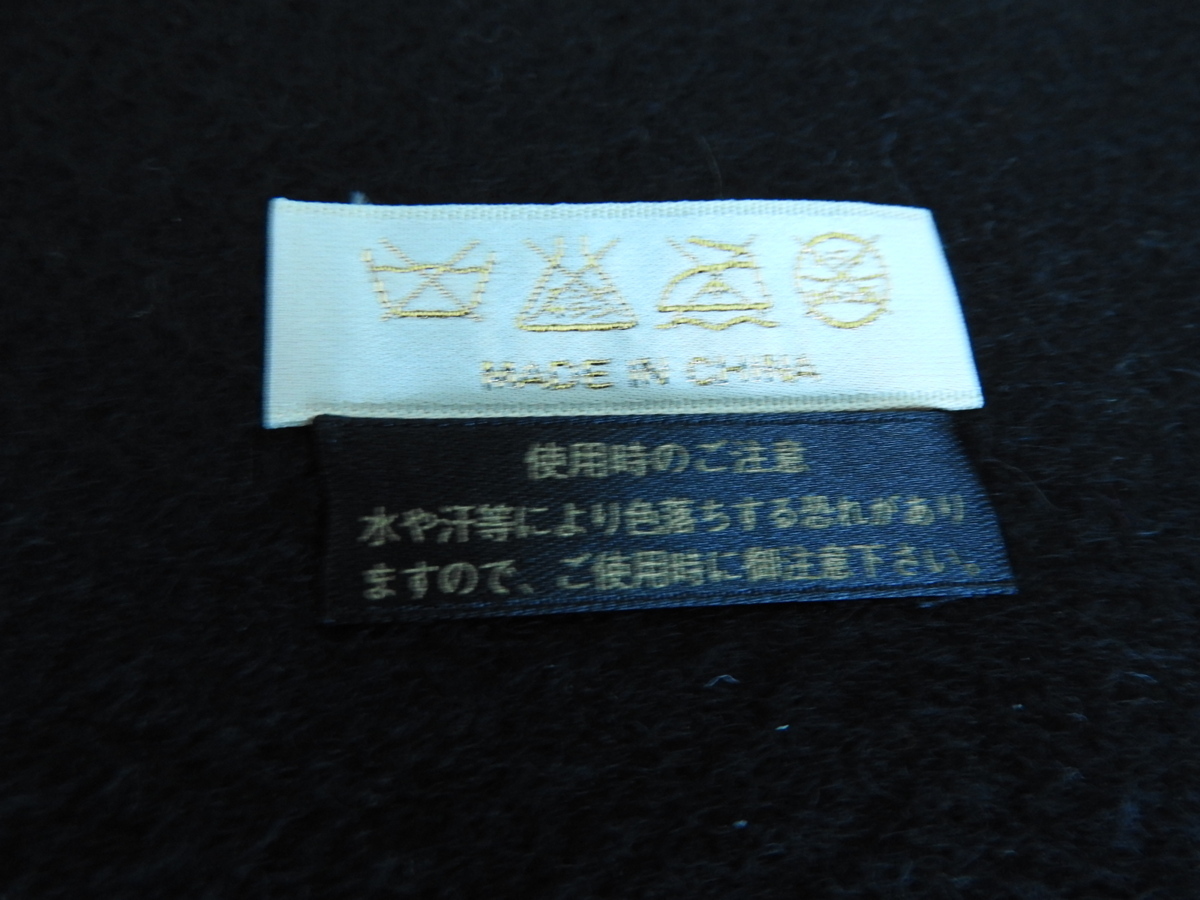 MADE IN CHINA
使用時のご注意
水や汗等により色落ちする恐れがあり
ますので、ご使用時に御注意下さい。